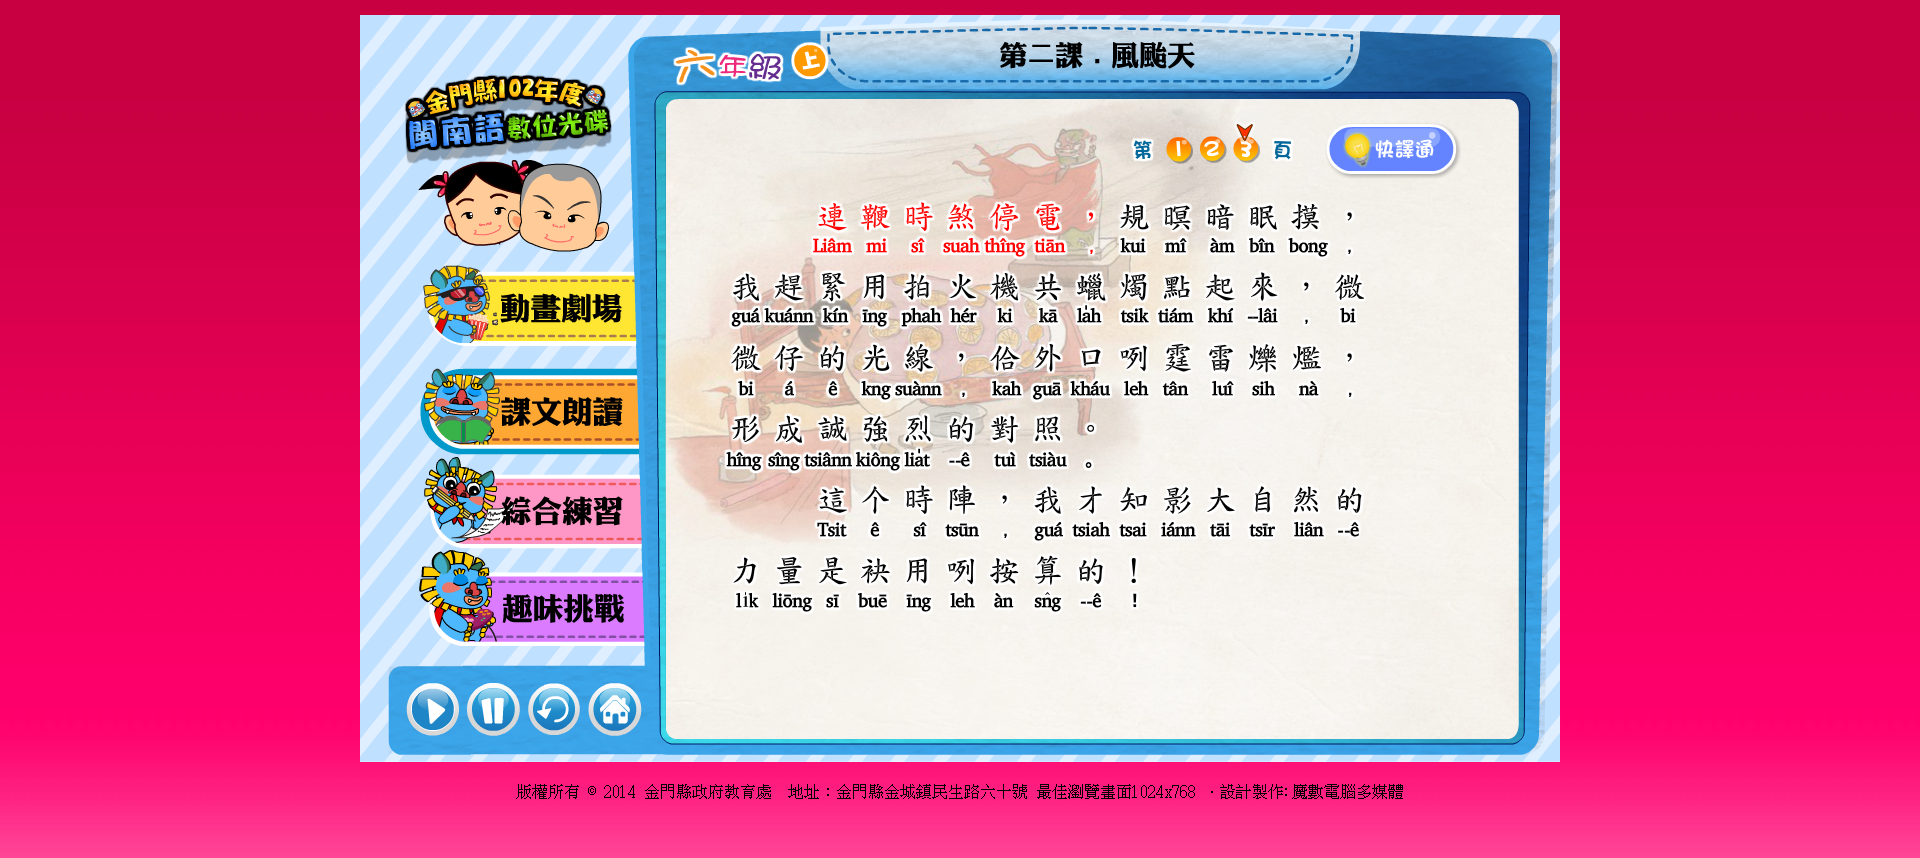 金門縣102年度
閩南語數位光碟
六年級 上
第二課．風颱天
第 1 2 3 頁
快譯通
動畫劇場
課文朗讀
綜合練習
趣味挑戰
連鞭時煞停電，規暝暗眠摸，
Liâm mi sî suah thîng tiān , kui mî àm bîn bong ,
我趕緊用拍火機共蠟燭點起來，微
guá kuánn kín īng phah hér ki kā la̍h tsik tiám khí --lâi , bi
微仔的光線，佮外口咧霆雷爍爁，
bi á ê kng suànn , kah guā kháu leh tân luî sih nà ,
形成誠強烈的對照。
hîng sîng tsiânn kiông lia̍t --ê tuì tsiàu 。
這个時陣，我才知影大自然的
Tsit ê sî tsūn , guá tsiah tsai iánn tāi tsīr liân --ê
力量是袂用咧按算的！
li̍k liōng sī buē īng leh àn sǹg --ê !
版權所有 © 2014 金門縣政府教育處 地址：金門縣金城鎮民生路六十號 最佳瀏覽畫面1024x768 ‧設計製作:魔數電腦多媒體